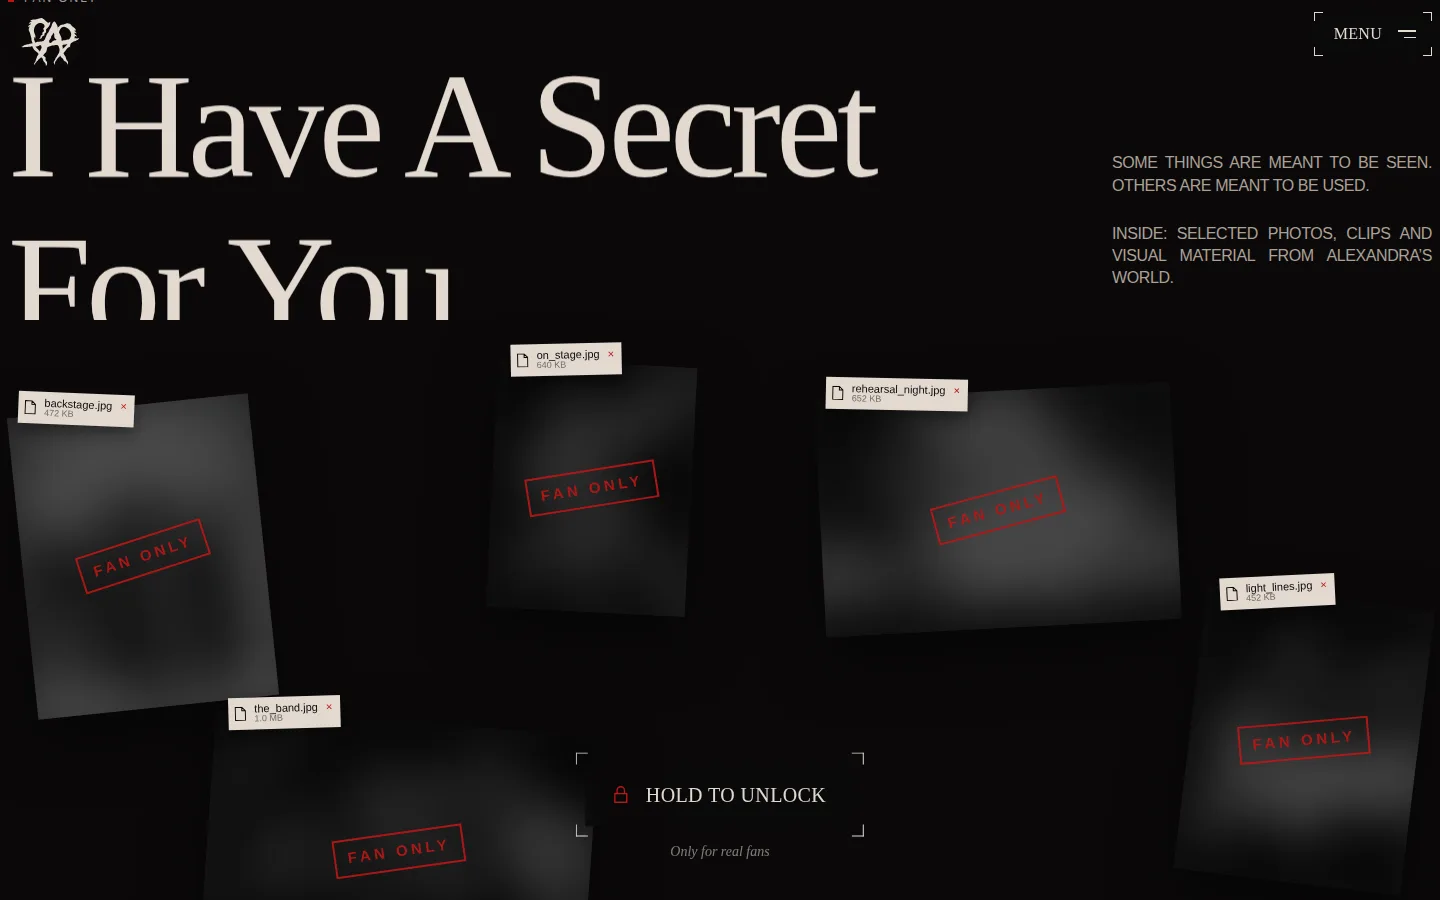 FAN ONLY
MENU
I Have A Secret
For You
SOME THINGS ARE MEANT TO BE SEEN.
OTHERS ARE MEANT TO BE USED.
INSIDE: SELECTED PHOTOS, CLIPS AND
VISUAL MATERIAL FROM ALEXANDRA'S
WORLD.
on_stage.jpg ×
640 KB
rehearsal_night.jpg ×
652 KB
backstage.jpg ×
472 KB
FAN ONLY
FAN ONLY
FAN ONLY
light_lines.jpg ×
452 KB
the_band.jpg ×
1.0 MB
FAN ONLY
HOLD TO UNLOCK
FAN ONLY
Only for real fans